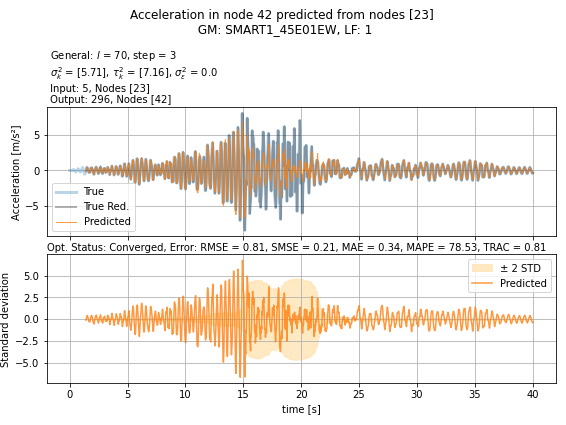 Acceleration in node 42 predicted from nodes [23]
GM: SMART1_45E01EW, LF: 1
General: l = 70, step = 3
σ²ₖ = [5.71], τ²ₖ = [7.16], σ²ε = 0.0
Input: 5, Nodes [23]
Output: 296, Nodes [42]
Acceleration [m/s²]
5
0
−5
True
True Red.
Predicted
Opt. Status: Converged, Error: RMSE = 0.81, SMSE = 0.21, MAE = 0.34, MAPE = 78.53, TRAC = 0.81
Standard deviation
5.0
2.5
0.0
−2.5
−5.0
± 2 STD
Predicted
0 5 10 15 20 25 30 35 40
time [s]